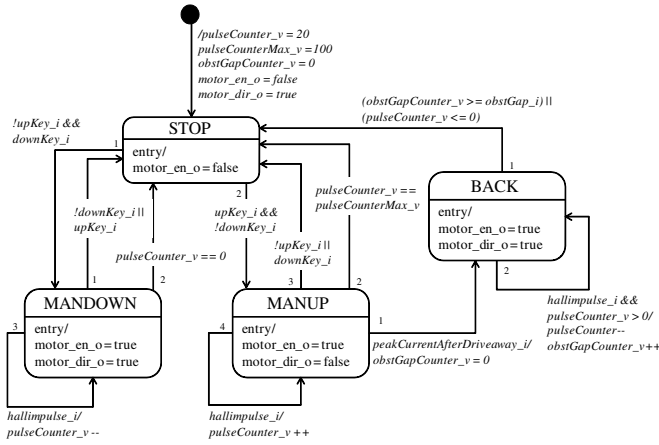 /pulseCounter_v = 20
pulseCounterMax_v =100
obstGapCounter_v = 0
motor_en_o = false
motor_dir_o = true
(obstGapCounter_v >= obstGap_i) ||
(pulseCounter_v <= 0)
!upKey_i &&
downKey_i
1
STOP
entry/
motor_en_o = false
2
1
BACK
entry/
motor_en_o = true
motor_dir_o = true
2
pulseCounter_v ==
pulseCounterMax_v
!downKey_i ||
upKey_i
upKey_i &&
!downKey_i
!upKey_i ||
downKey_i
pulseCounter_v == 0
1
2
3
2
MANDOWN
entry/
motor_en_o = true
motor_dir_o = true
3
MANUP
entry/
motor_en_o = true
motor_dir_o = false
4
1
peakCurrentAfterDriveaway_i/
obstGapCounter_v = 0
hallimpulse_i &&
pulseCounter_v > 0/
pulseCounter--
obstGapCounter_v++
hallimpulse_i/
pulseCounter_v --
hallimpulse_i/
pulseCounter_v ++